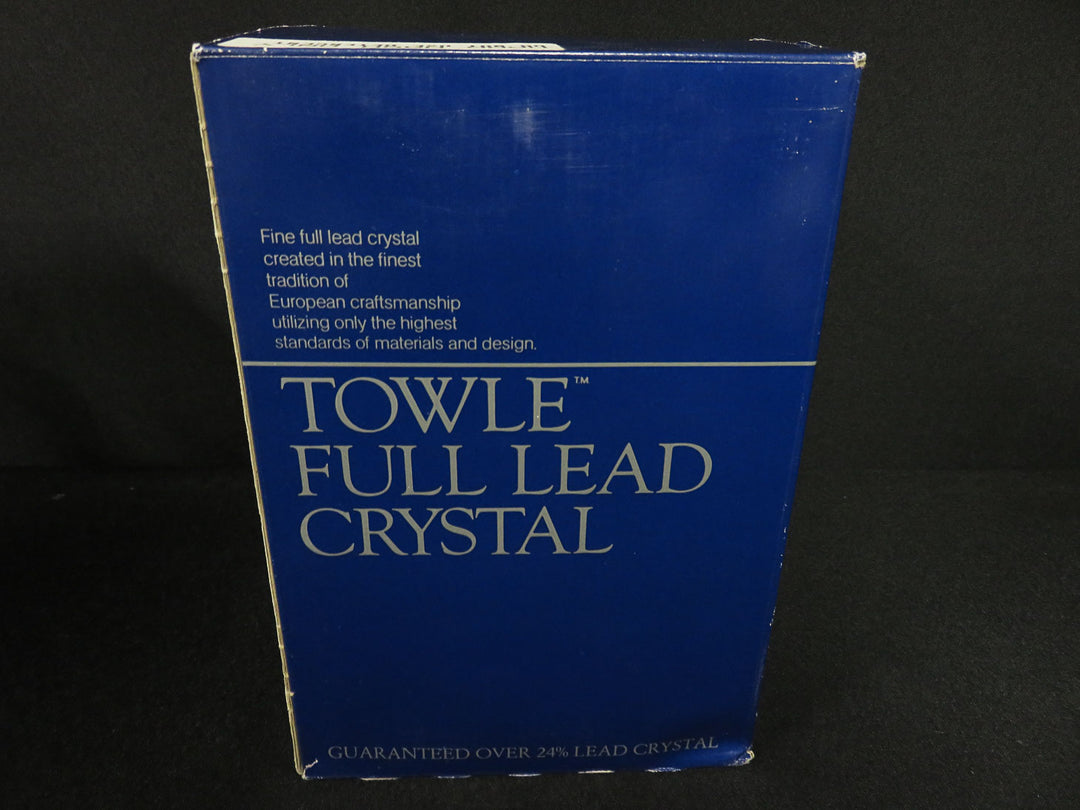 Fine full lead crystal
created in the finest
tradition of
European craftsmanship
utilizing only the highest
standards of materials and design.
TOWLE™
FULL LEAD
CRYSTAL
GUARANTEED OVER 24% LEAD CRYSTAL